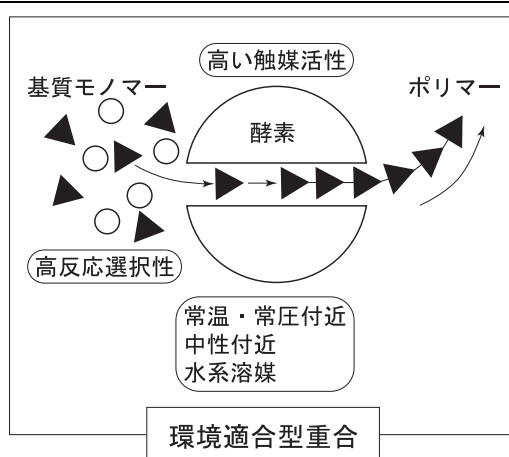 高い触媒活性
基質モノマー
ポリマー
酵素
高反応選択性
常温・常圧付近
中性付近
水系溶媒
環境適合型重合